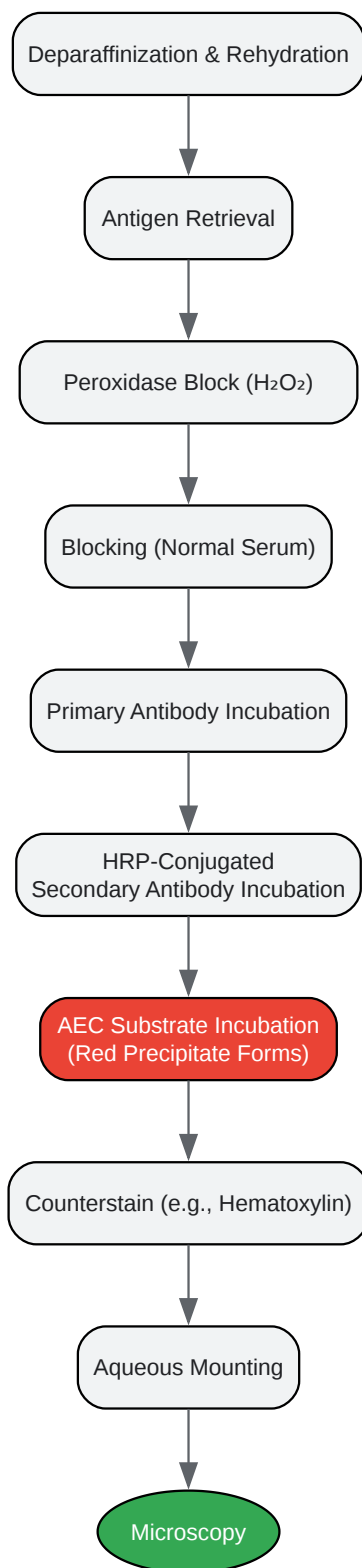 Deparaffinization & Rehydration
Antigen Retrieval
Peroxidase Block (H₂O₂)
Blocking (Normal Serum)
Primary Antibody Incubation
HRP-Conjugated
Secondary Antibody Incubation
AEC Substrate Incubation
(Red Precipitate Forms)
Counterstain (e.g., Hematoxylin)
Aqueous Mounting
Microscopy